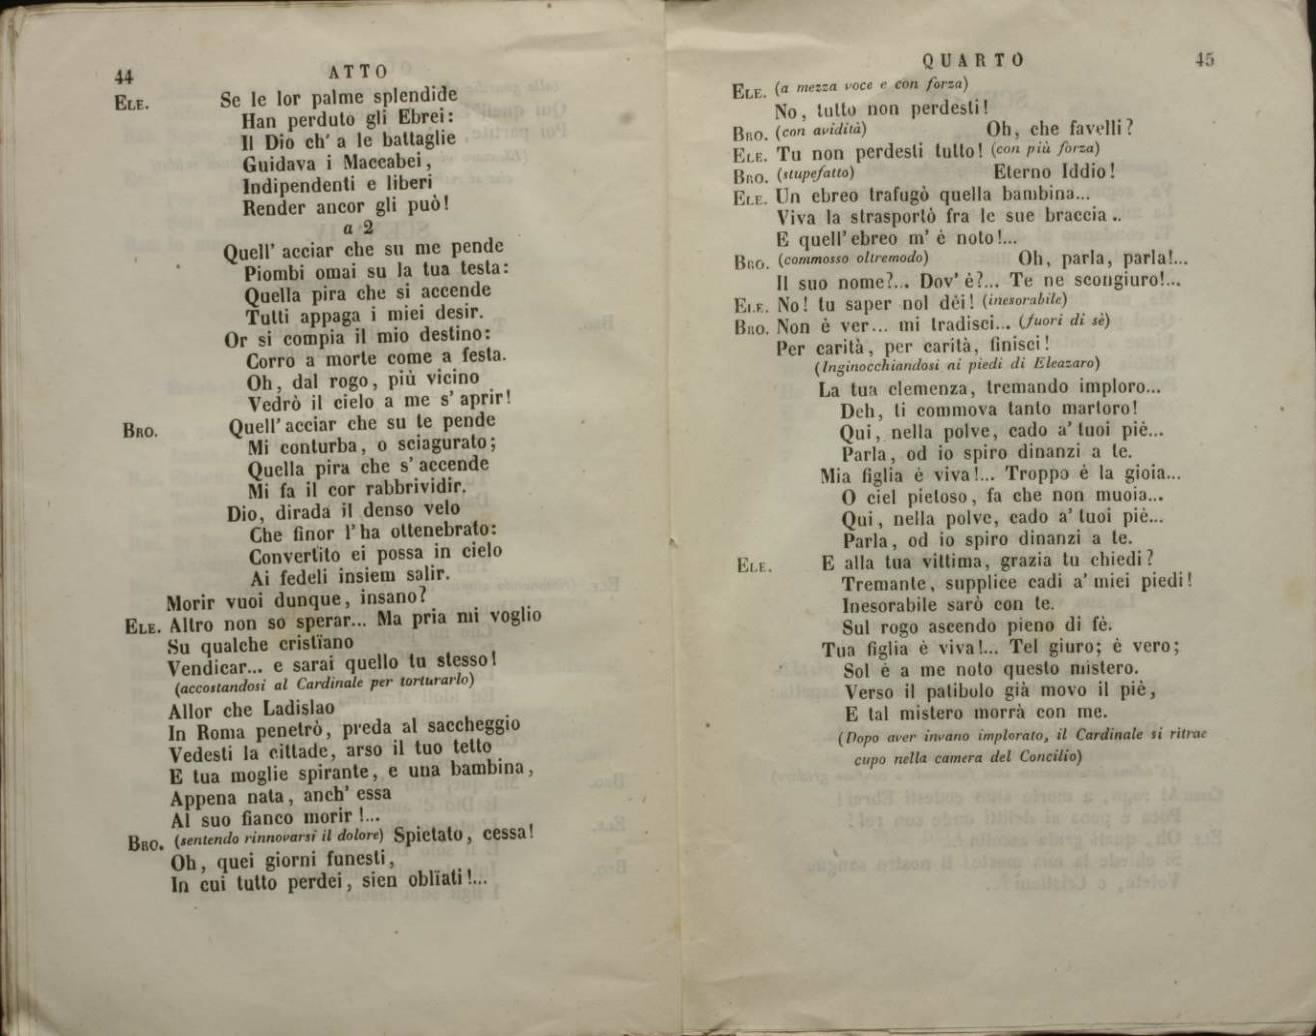 44
ATTO
ELE. Se le lor palme splendide
Han perduto gli Ebrei:
Il Dio ch' a le battaglie
Guidava i Maccabei,
Indipendenti e liberi
Render ancor gli può!
a 2
Quell' acciar che su me pende
Piombi omai su la tua testa:
Quella pira che si accende
Tutti appaga i miei desir.
Or si compia il mio destino:
Corro a morte come a festa.
Oh, dal rogo, più vicino
Vedrò il cielo a me s' aprir!
BRO. Quell' acciar che su te pende
Mi conturba, o sciagurato;
Quella pira che s' accende
Mi fa il cor rabbrividir.
Dio, dirada il denso velo
Che finor l' ha ottenebrato:
Convertito ei possa in cielo
Ai fedeli insiem salir.
Morir vuoi dunque, insano?
ELE. Altro non so sperar... Ma pria mi voglio
Su qualche cristïano
Vendicar... e sarai quello tu stesso!
(accostandosi al Cardinale per torturarlo)
Allor che Ladislao
In Roma penetrò, preda al saccheggio
Vedesti la cittade, arso il tuo tetto
E tua moglie spirante, e una bambina,
Appena nata, anch' essa
Al suo fianco morir!...
BRO. (sentendo rinnovarsi il dolore) Spietato, cessa!
Oh, quei giorni funesti,
In cui tutto perdei, sien oblïati!...
QUARTO
45
ELE. (a mezza voce e con forza)
No, tutto non perdesti!
BRO. (con avidità) Oh, che favelli?
ELE. Tu non perdesti tutto! (con più forza)
BRO. (stupefatto) Eterno Iddio!
ELE. Un ebreo trafugò quella bambina...
Viva la strasportò fra le sue braccia..
E quell' ebreo m' è noto!...
BRO. (commosso oltremodo) Oh, parla, parla!...
Il suo nome?... Dov' è?... Te ne scongiuro!...
ELE. No! tu saper nol dèi! (inesorabile)
BRO. Non è ver... mi tradisci... (fuori di sè)
Per carità, per carità, finisci!
(Inginocchiandosi ai piedi di Eleazaro)
La tua clemenza, tremando imploro...
Deh, ti commova tanto martoro!
Qui, nella polve, cado a' tuoi piè...
Parla, od io spiro dinanzi a te.
Mia figlia è viva!... Troppo è la gioia...
O ciel pietoso, fa che non muoia...
Qui, nella polve, cado a' tuoi piè...
Parla, od io spiro dinanzi a te.
ELE. E alla tua vittima, grazia tu chiedi?
Tremante, supplice cadi a' miei piedi!
Inesorabile sarò con te.
Sul rogo ascendo pieno di fè.
Tua figlia è viva!... Tel giuro; è vero;
Sol è a me noto questo mistero.
Verso il patibulo già movo il piè,
E tal mistero morrà con me.
(Dopo aver invano implorato, il Cardinale si ritrae
cupo nella camera del Concilio)